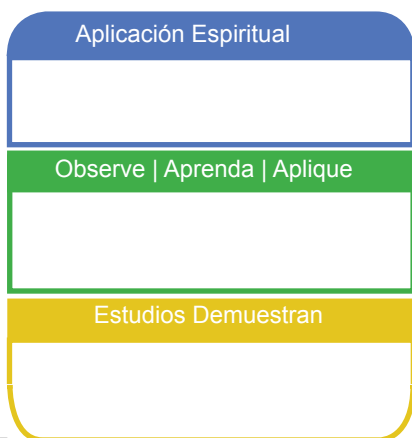 Aplicación Espiritual
Observe | Aprenda | Aplique
Estudios Demuestran